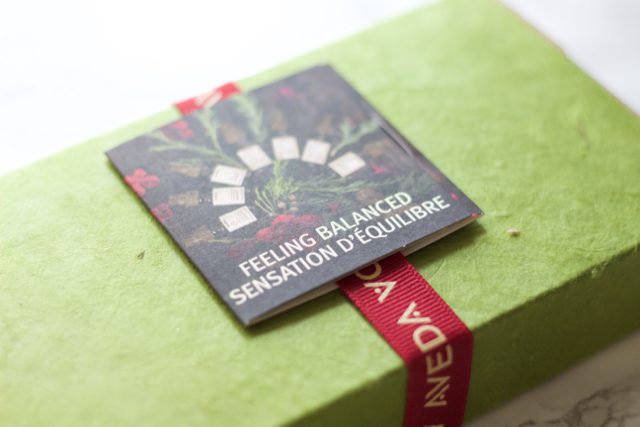 FEELING BALANCED
SENSATION D'ÉQUILIBRE
AVEDA